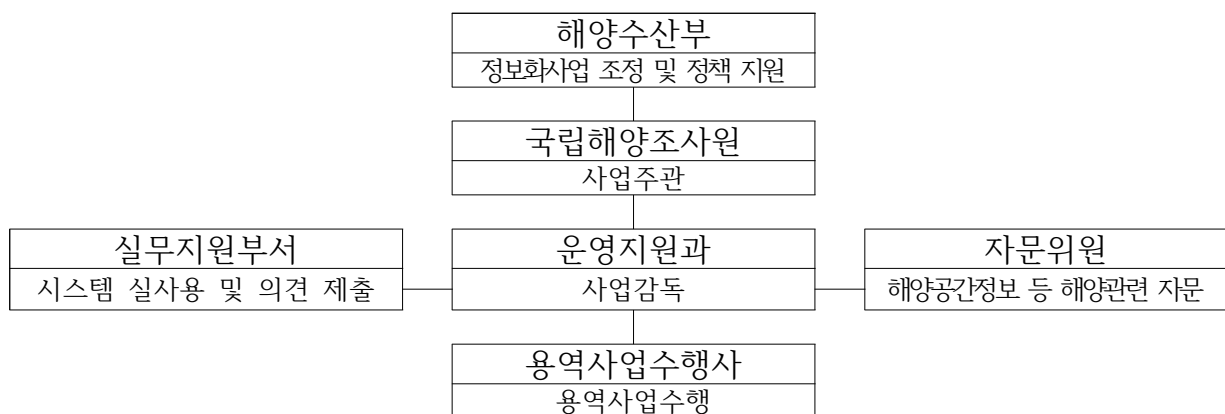 해양수산부
정보화사업 조정 및 정책 지원
국립해양조사원
사업주관
실무지원부서
시스템 실사용 및 의견 제출
운영지원과
사업감독
자문위원
해양공간정보 등 해양관련 자문
용역사업수행사
용역사업수행